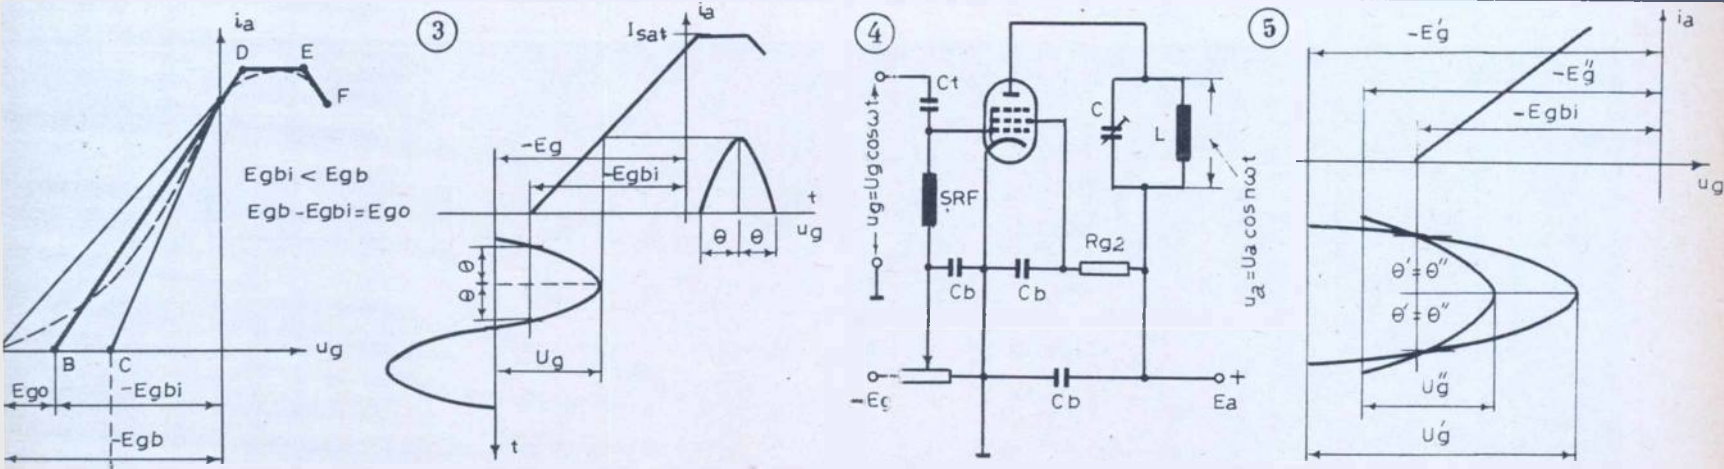 ia
D
E
F
Egbi < Egb
Egb - Egbi = Ego
ug
B
C
Ego
-Egbi
-Egb
3
ia
Isat
-Eg
-Egbi
t
ug
θ
θ
θ
θ
Ug
t
4
ug=Ug cos ωt
Ct
SRF
Cb
Cb
Rg2
C
L
ua=Ua cos nωt
-Eg
Cb
+
Ea
5
ia
-E'g
-E''g
-Egbi
ug
θ'=θ''
θ'=θ''
U''g
U'g